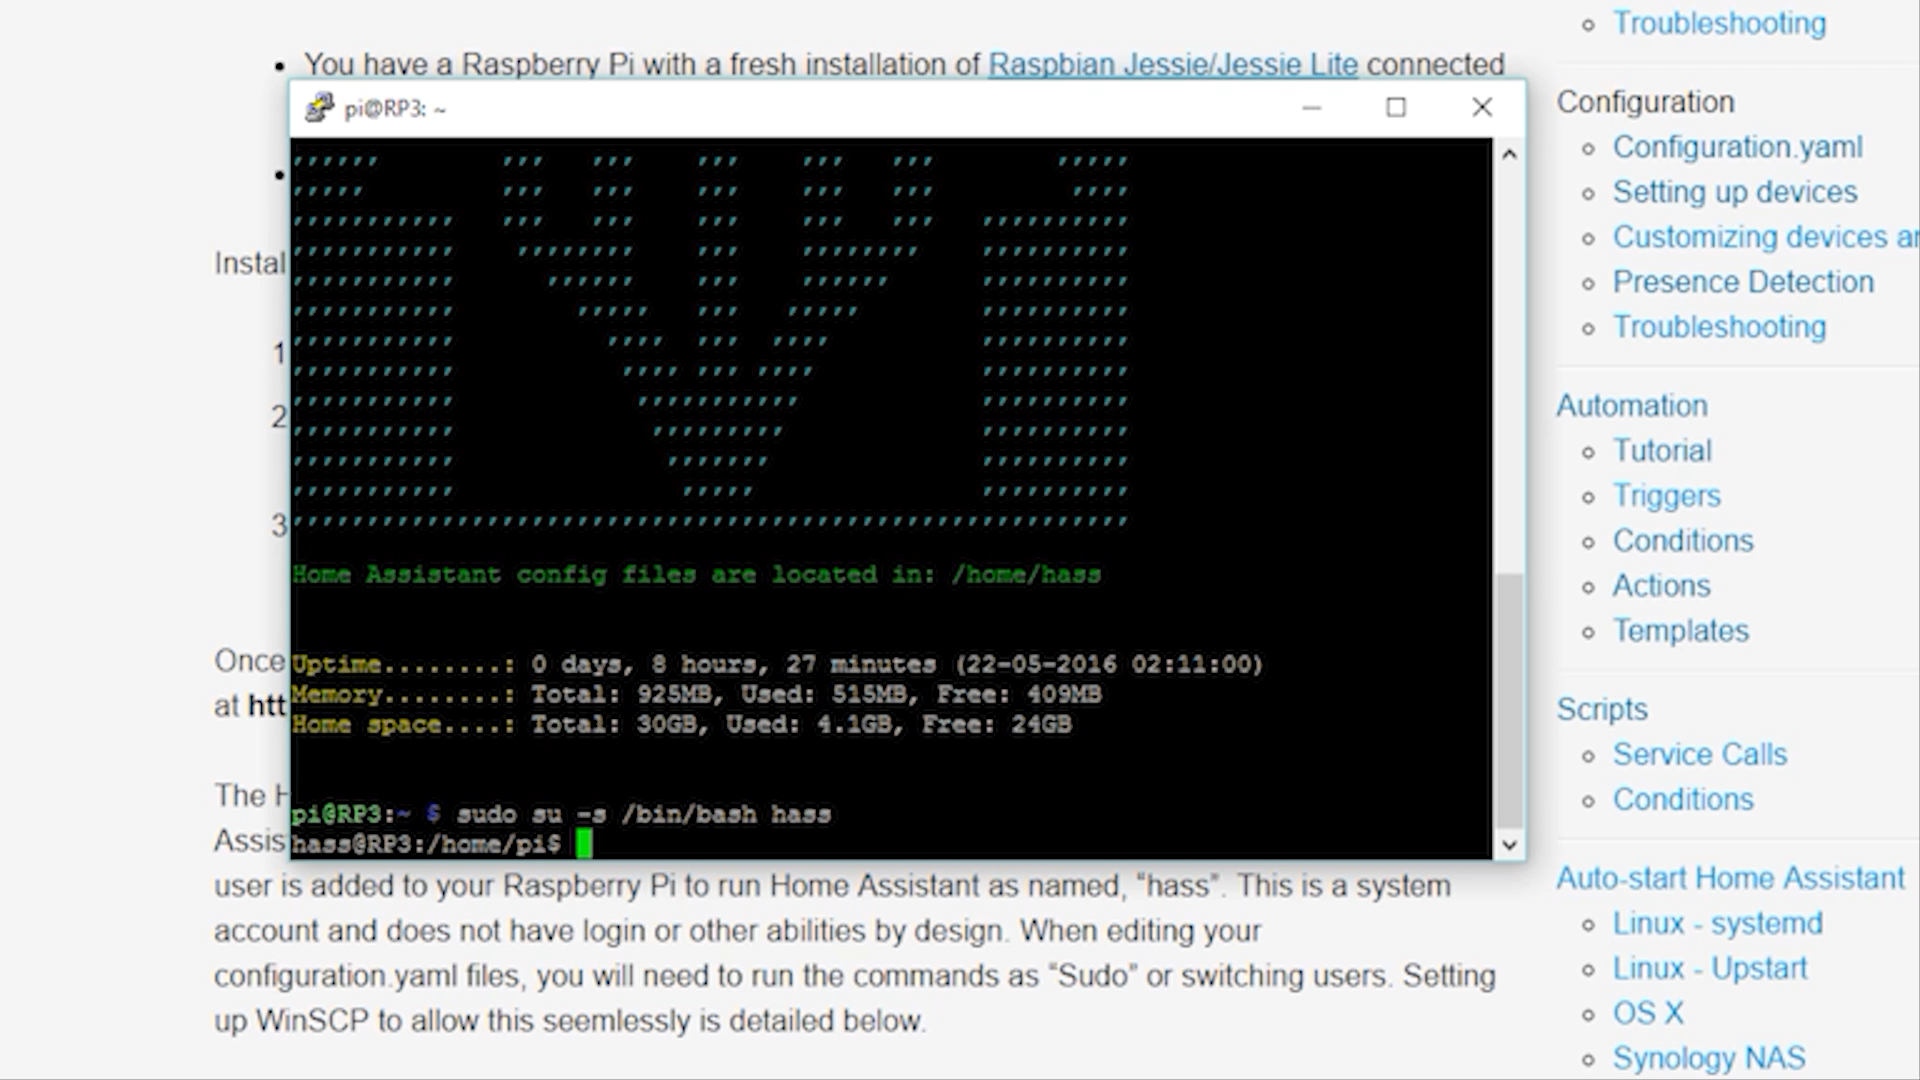 You have a Raspberry Pi with a fresh installation of Raspbian Jessie/Jessie Lite connected
pi@RP3: ~
Instal
1
2
3
Home Assistant config files are located in: /home/hass
Once
at htt
Uptime........: 0 days, 8 hours, 27 minutes (22-05-2016 02:11:00)
Memory........: Total: 925MB, Used: 515MB, Free: 409MB
Home space....: Total: 30GB, Used: 4.1GB, Free: 24GB
The H
Assis
pi@RP3:~ $ sudo su -s /bin/bash hass
hass@RP3:/home/pi$
user is added to your Raspberry Pi to run Home Assistant as named, “hass”. This is a system
account and does not have login or other abilities by design. When editing your
configuration.yaml files, you will need to run the commands as “Sudo” or switching users. Setting
up WinSCP to allow this seemlessly is detailed below.
Troubleshooting
Configuration
Configuration.yaml
Setting up devices
Customizing devices an
Presence Detection
Troubleshooting
Automation
Tutorial
Triggers
Conditions
Actions
Templates
Scripts
Service Calls
Conditions
Auto-start Home Assistant
Linux - systemd
Linux - Upstart
OS X
Synology NAS